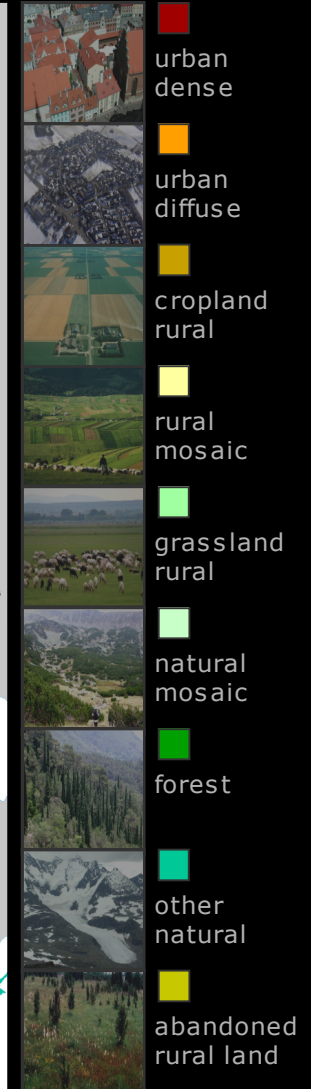 urban
dense
urban
diffuse
cropland
rural
rural
mosaic
grassland
rural
natural
mosaic
forest
other
natural
abandoned
rural land